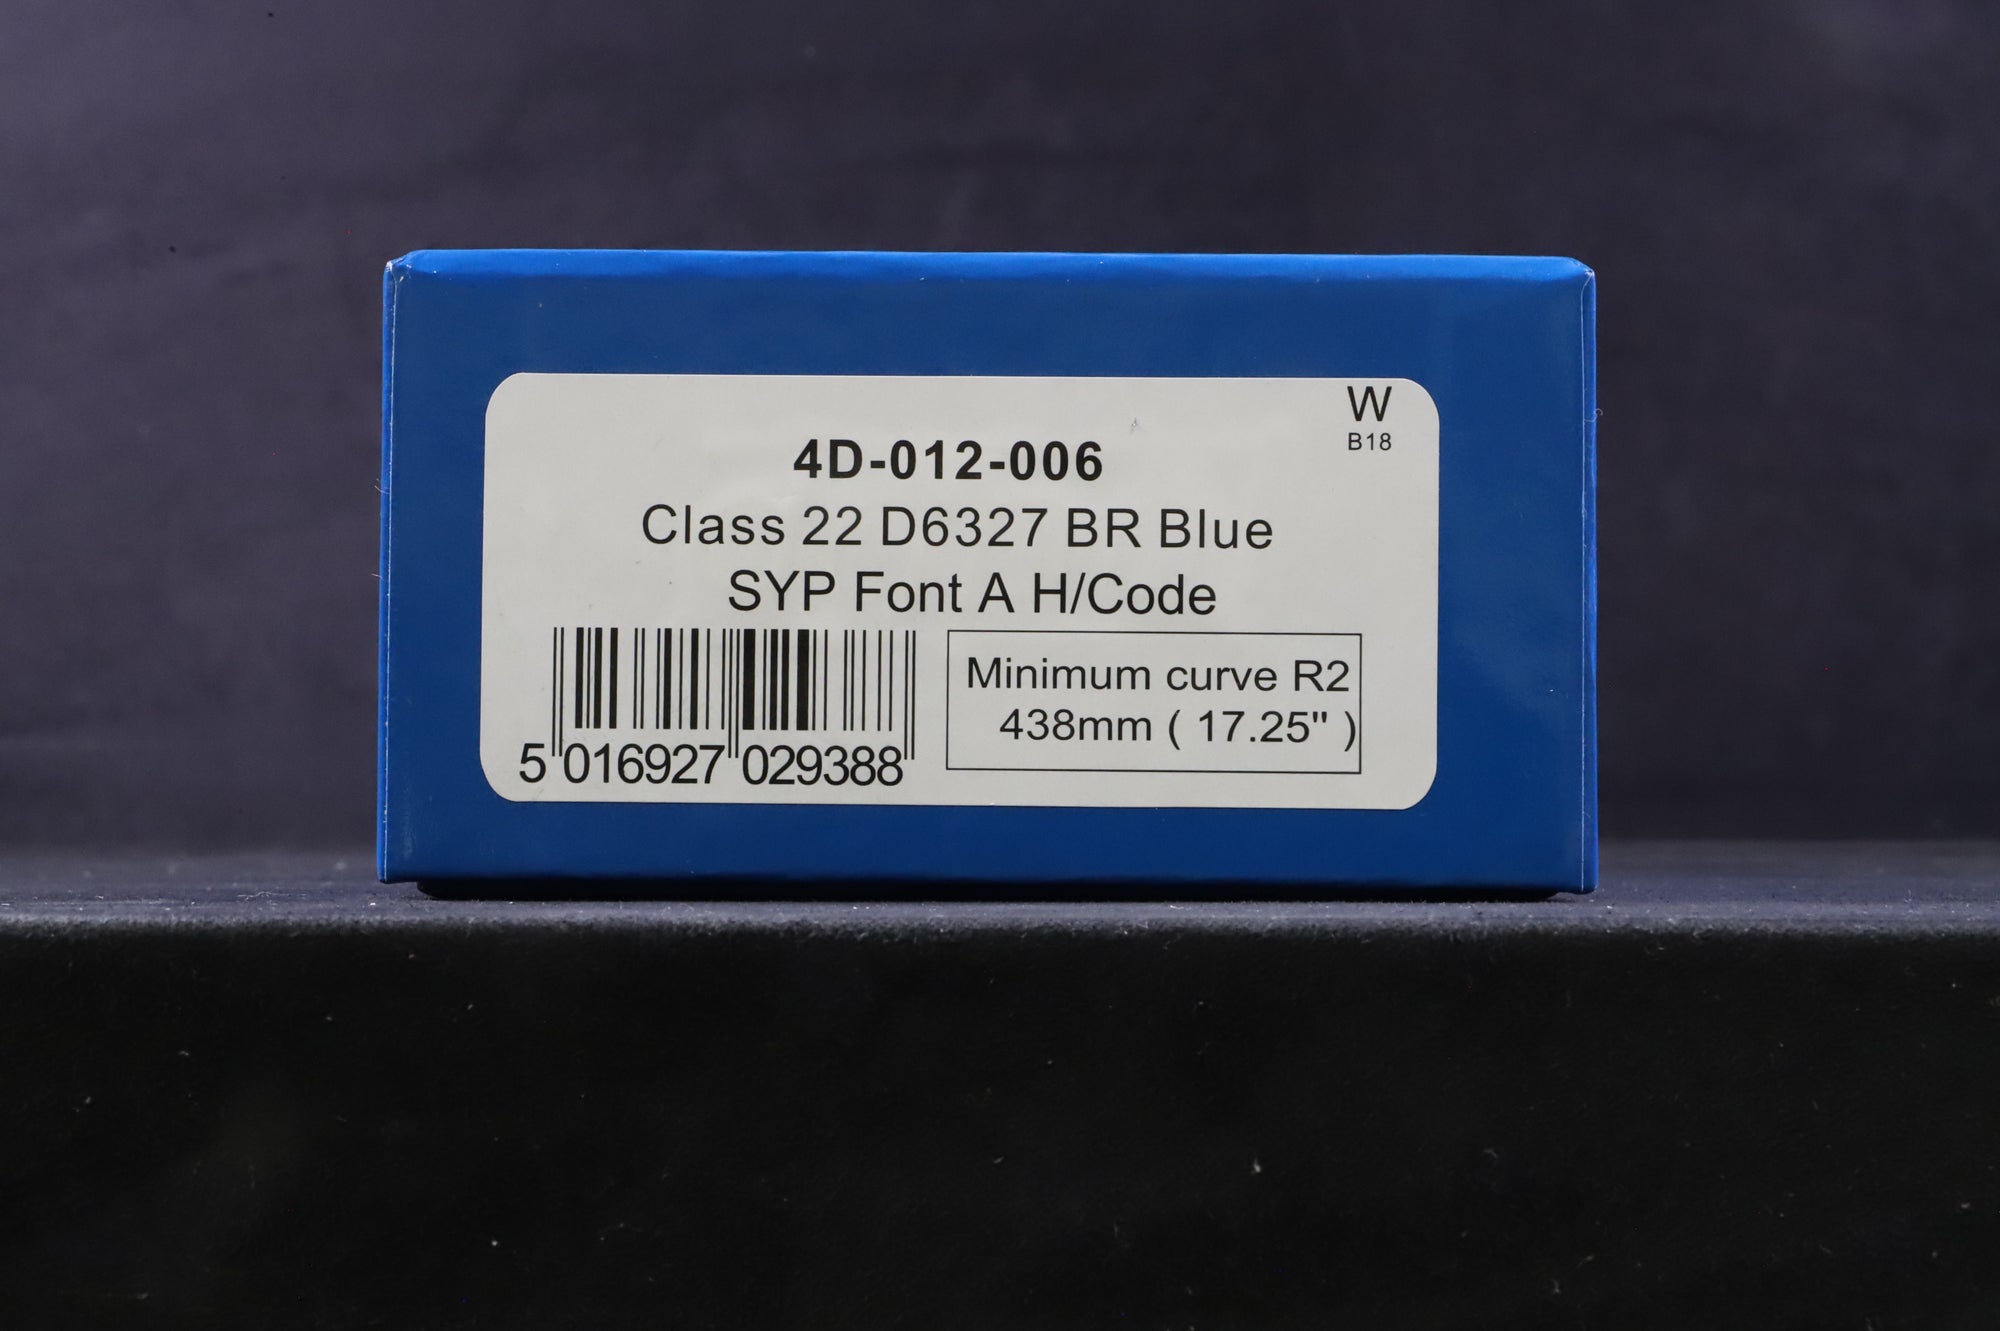 W
B18
4D-012-006
Class 22 D6327 BR Blue
SYP Font A H/Code
Minimum curve R2
438mm ( 17.25" )
5 016927 029388